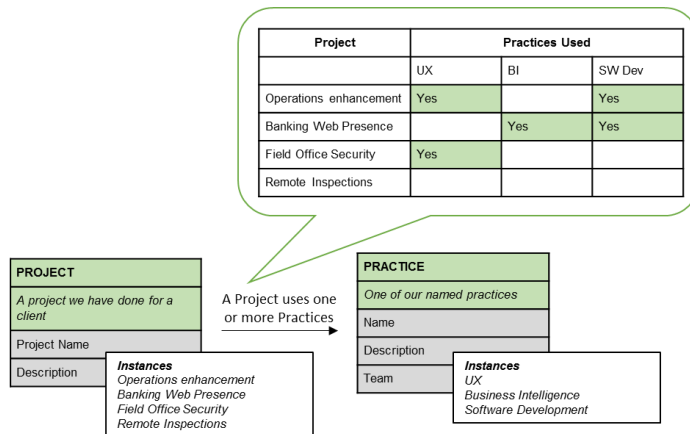 Project Practices Used
UX BI SW Dev
Operations enhancement Yes Yes
Banking Web Presence Yes Yes
Field Office Security Yes
Remote Inspections
PROJECT
A project we have done for a
client
Project Name
Description
Instances
Operations enhancement
Banking Web Presence
Field Office Security
Remote Inspections
A Project uses one
or more Practices
PRACTICE
One of our named practices
Name
Description
Team
Instances
UX
Business Intelligence
Software Development